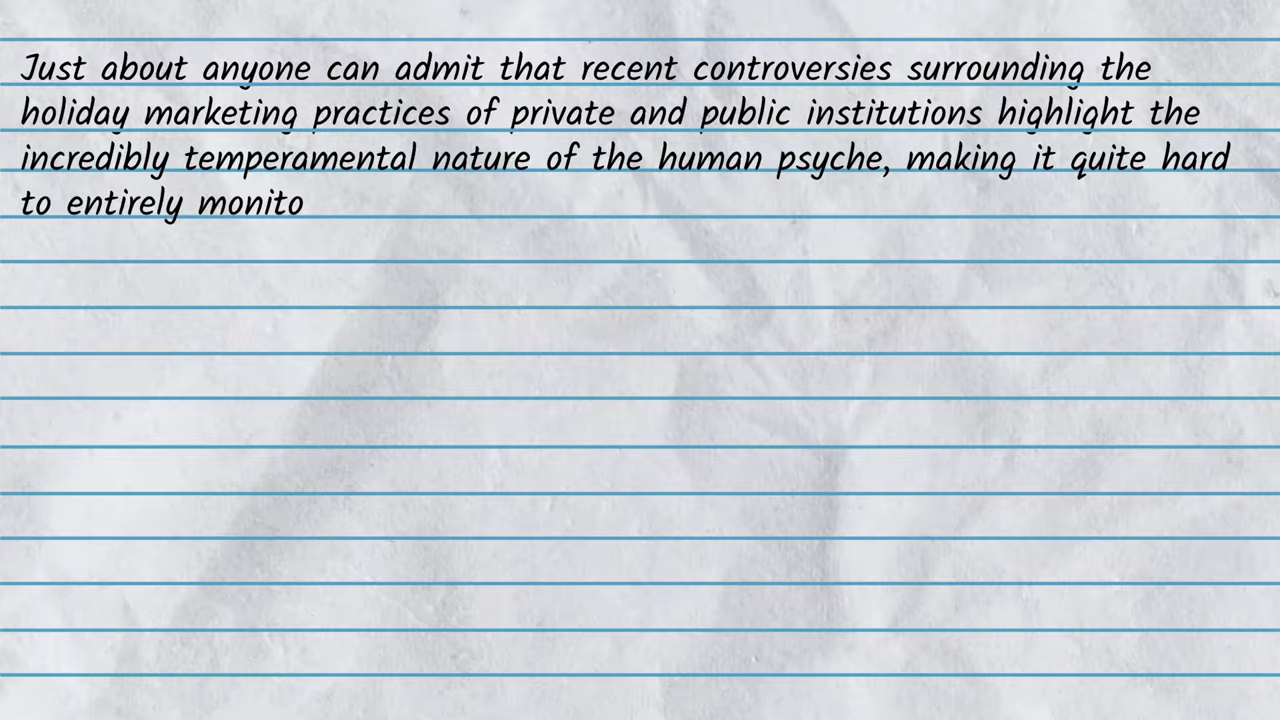 Just about anyone can admit that recent controversies surrounding the
holiday marketing practices of private and public institutions highlight the
incredibly temperamental nature of the human psyche, making it quite hard
to entirely monito